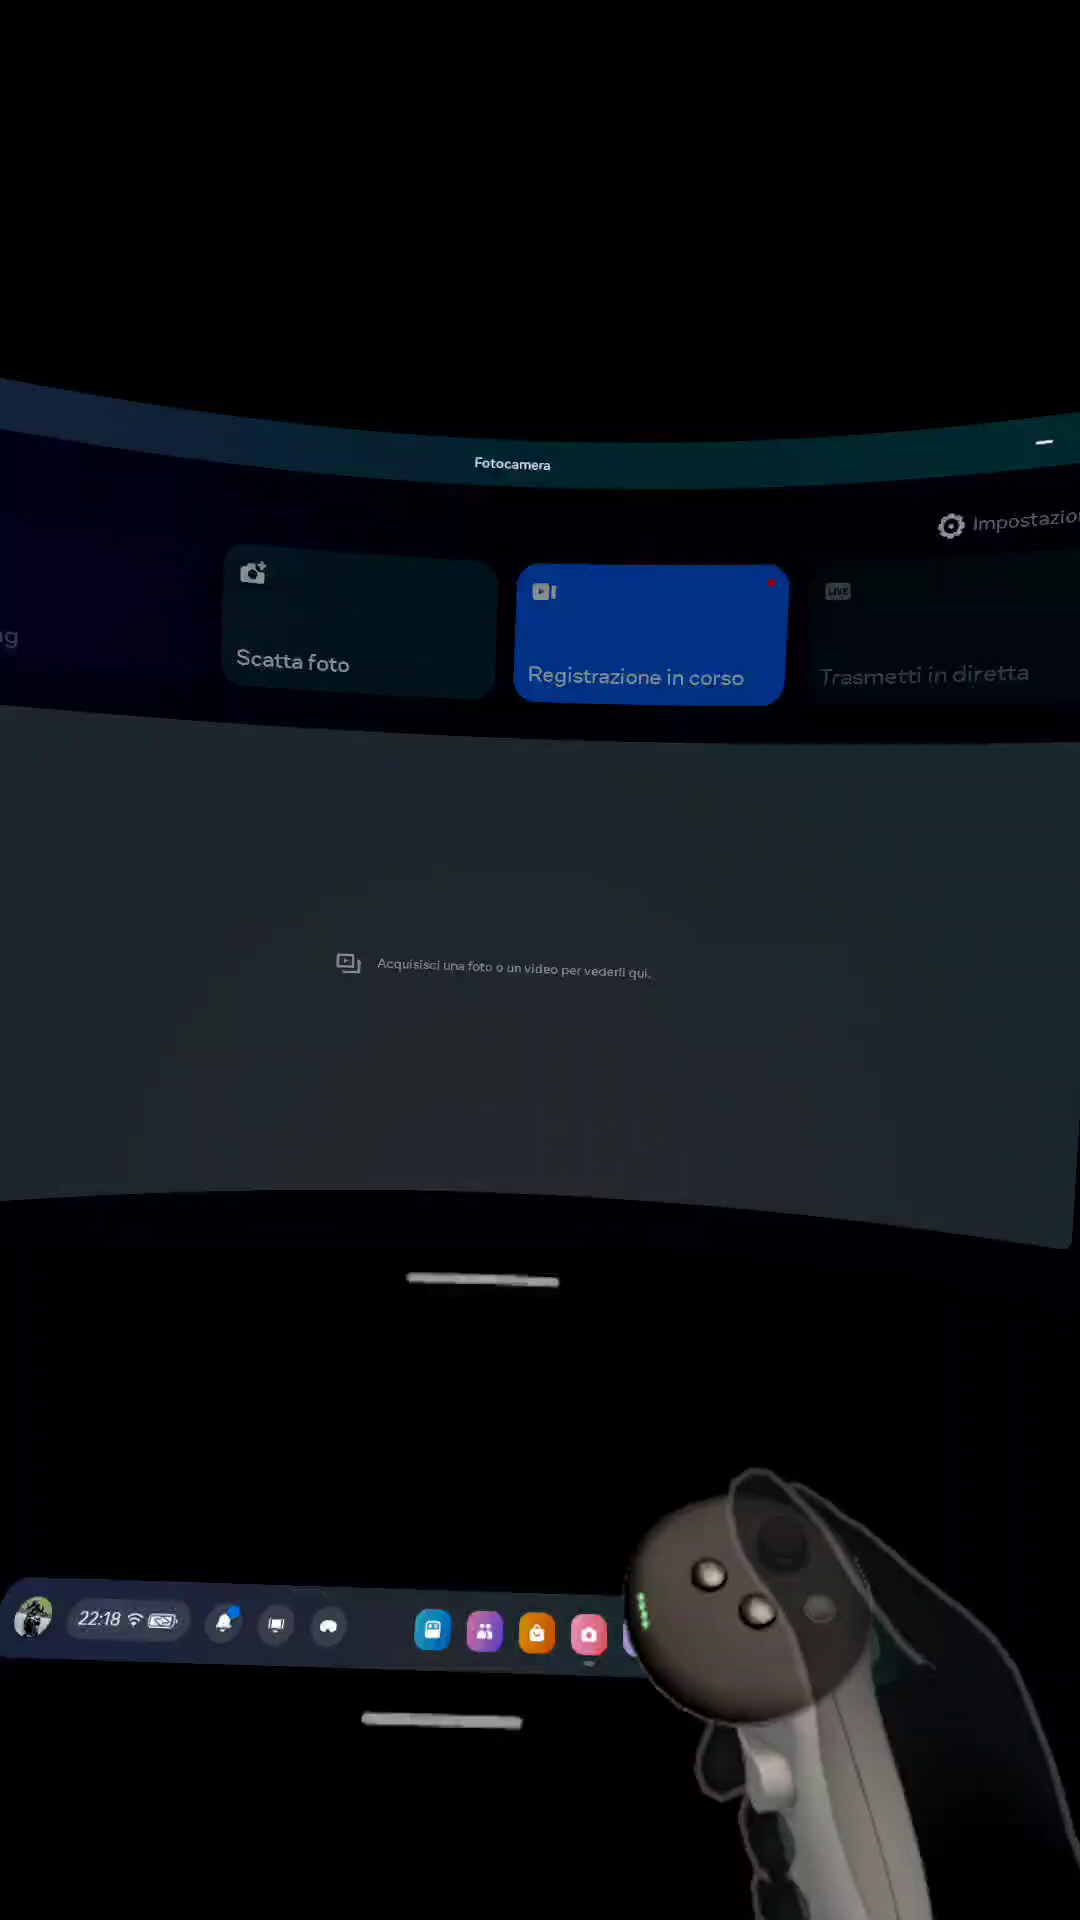 Fotocamera
Scatta foto
Registrazione in corso
LIVE
Trasmetti in diretta
Acquisisci una foto o un video per vederli qui.
22:18